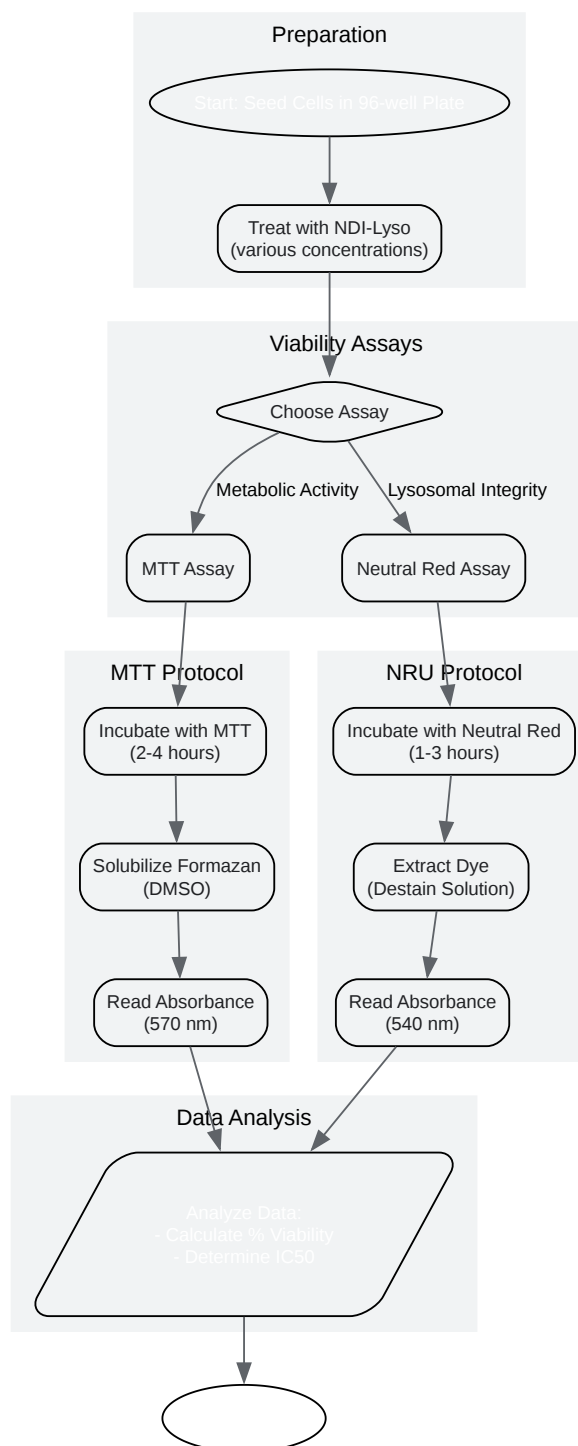 Preparation
Start: Seed Cells in 96-well Plate
Treat with NDI-Lyso
(various concentrations)
Viability Assays
Choose Assay
Metabolic Activity
Lysosomal Integrity
MTT Assay
Neutral Red Assay
MTT Protocol
NRU Protocol
Incubate with MTT
(2-4 hours)
Incubate with Neutral Red
(1-3 hours)
Solubilize Formazan
(DMSO)
Extract Dye
(Destain Solution)
Read Absorbance
(570 nm)
Read Absorbance
(540 nm)
Data Analysis
Analyze Data:
- Calculate % Viability
- Determine IC50